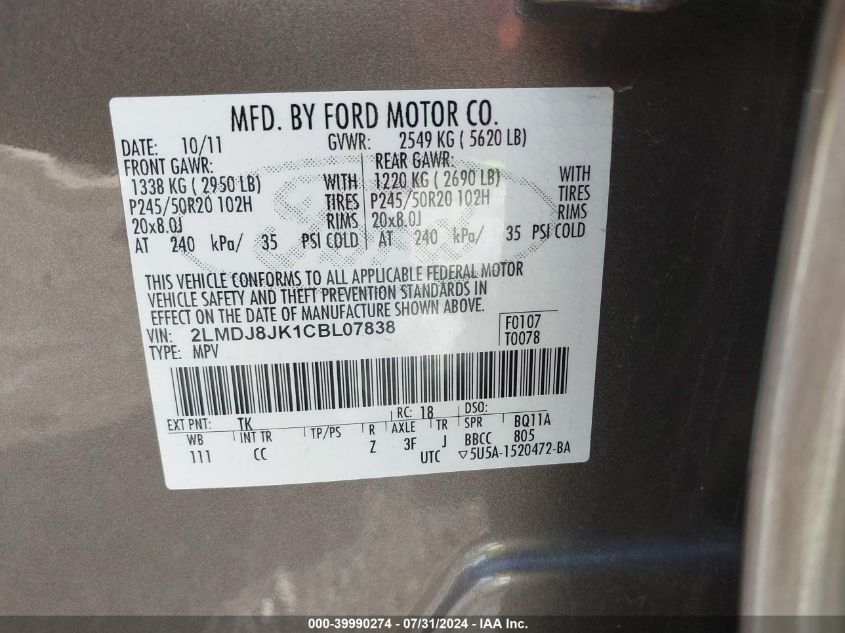 MFD. BY FORD MOTOR CO.
DATE: 10/11 GVWR: 2549 KG ( 5620 LB)
FRONT GAWR: REAR GAWR:
1338 KG ( 2950 LB) WITH 1220 KG ( 2690 LB) WITH
P245/50R20 102H TIRES P245/50R20 102H TIRES
20x8.0J RIMS 20x8.0J RIMS
AT 240 kPa/ 35 PSI COLD AT 240 kPa/ 35 PSI COLD
THIS VEHICLE CONFORMS TO ALL APPLICABLE FEDERAL MOTOR
VEHICLE SAFETY AND THEFT PREVENTION STANDARDS IN
EFFECT ON THE DATE OF MANUFACTURE SHOWN ABOVE.
VIN: 2LMDJ8JK1CBL07838 F0107
TYPE: MPV T0078
EXT PNT: TK RC: 18 DSO: BQ11A
WB INT TR TP/PS R AXLE TR SPR 805
111 CC Z 3F J BBCC
UTC ▽5U5A-1520472-BA
000-39990274 - 07/31/2024 - IAA Inc.